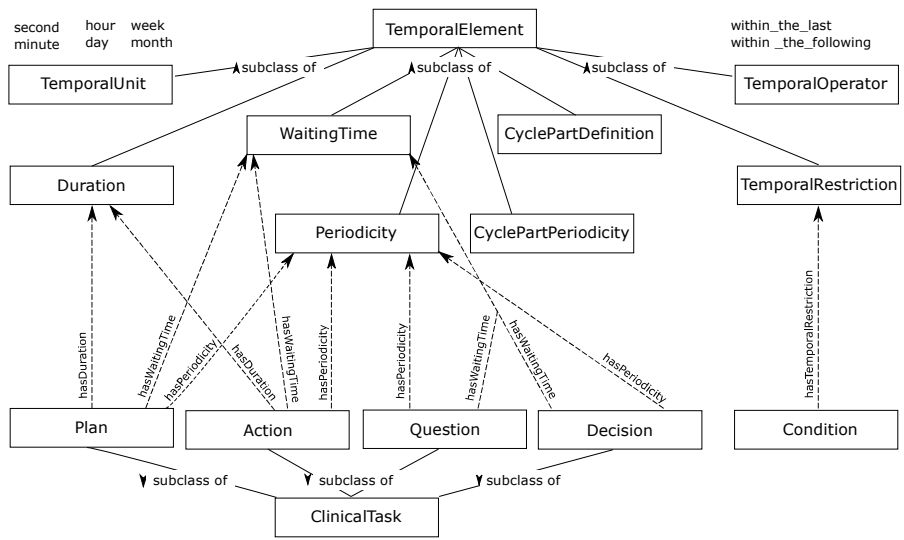 second hour week
minute day month
TemporalElement
within_the_last
within _the_following
subclass of subclass of subclass of
TemporalUnit
TemporalOperator
WaitingTime
CyclePartDefinition
Duration
TemporalRestriction
Periodicity
CyclePartPeriodicity
hasDuration
hasWaitingTime
hasPeriodicity
hasDuration
hasWaitingTime
hasPeriodicity
hasPeriodicity
hasWaitingTime
hasWaitingTime
hasPeriodicity
hasTemporalRestriction
Plan
Action
Question
Decision
Condition
subclass of subclass of subclass of
ClinicalTask